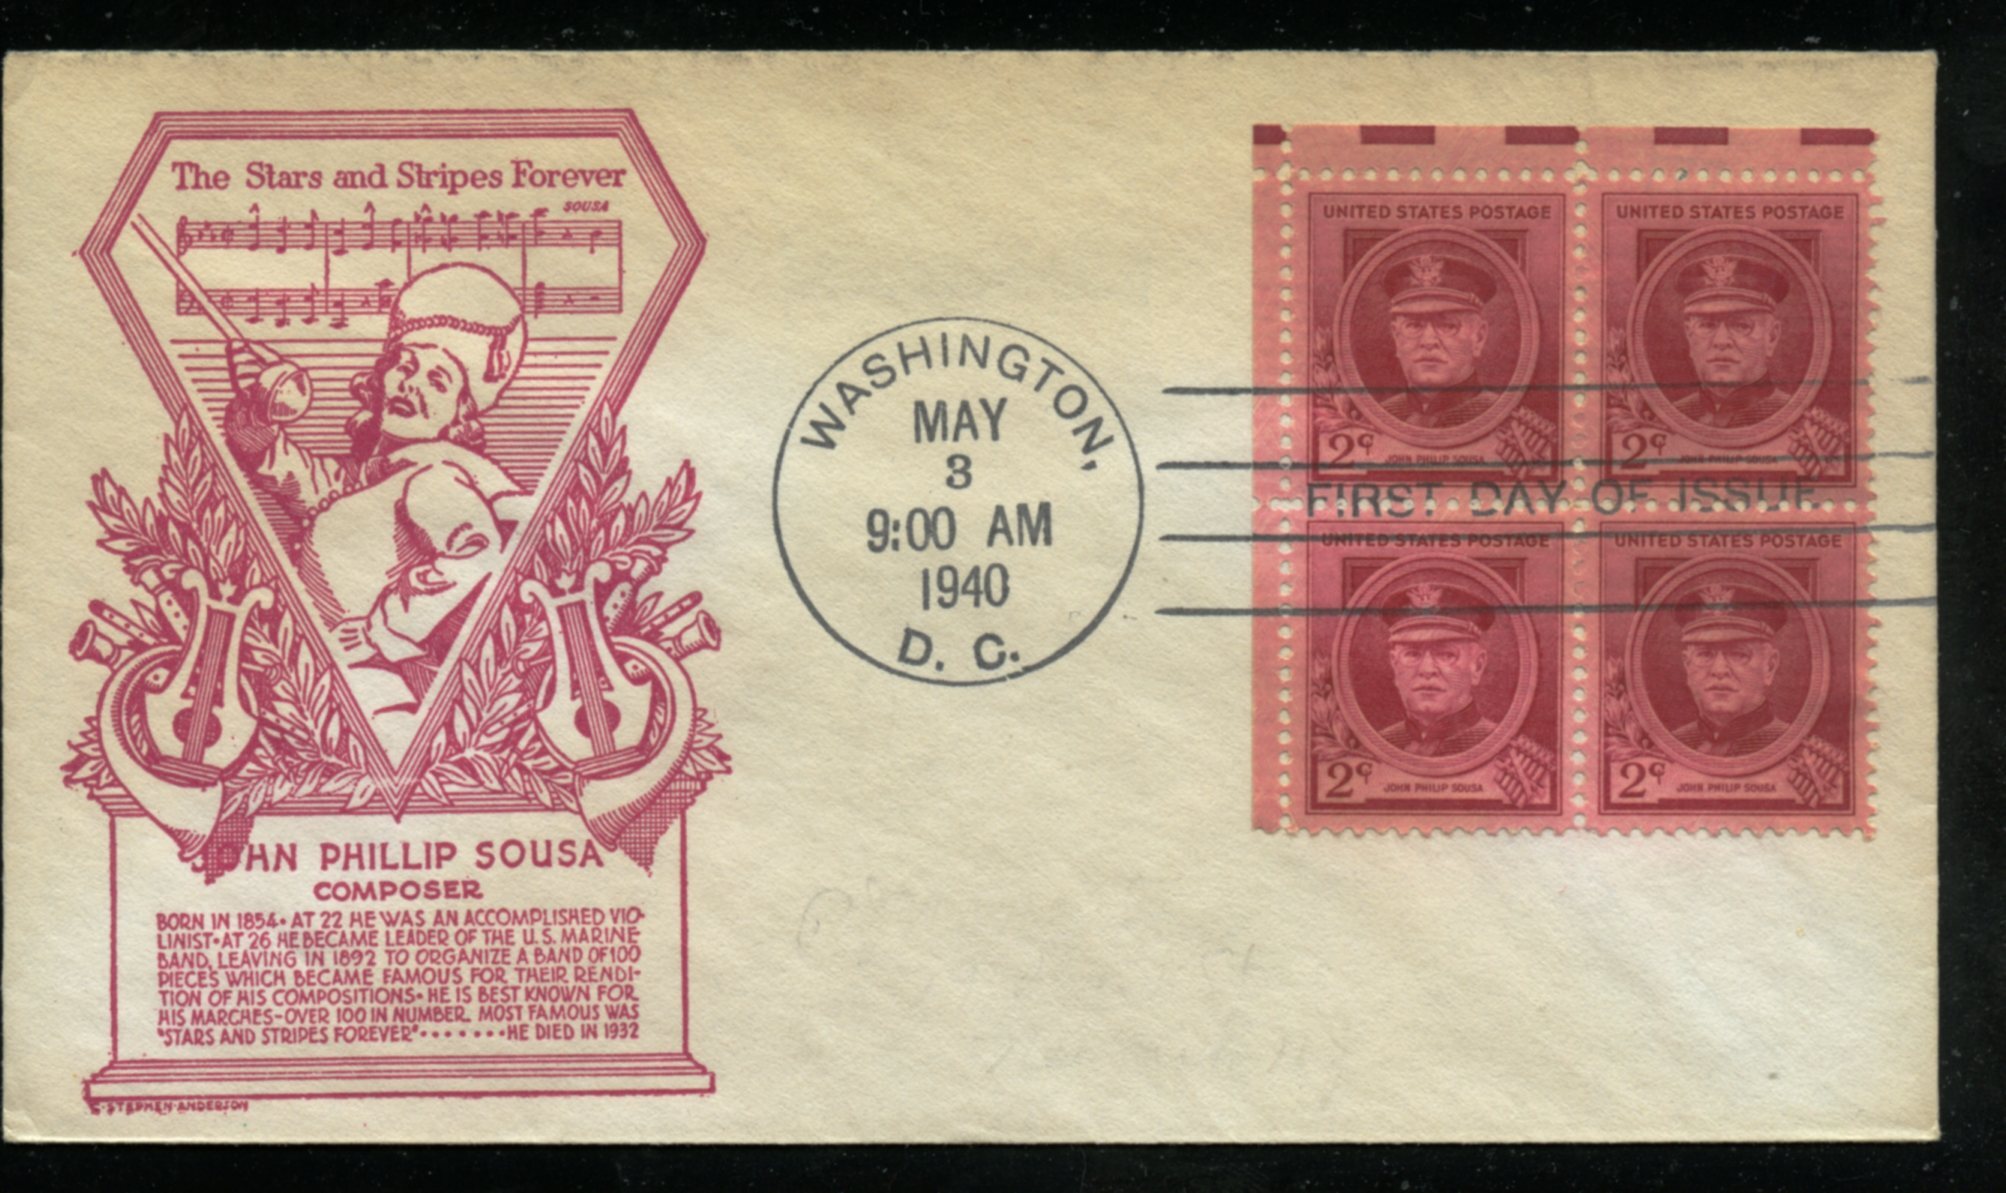 The Stars and Stripes Forever
SOUSA
HN PHILLIP SOUSA
COMPOSER
BORN IN 1854• AT 22 HE WAS AN ACCOMPLISHED VIO-
LINIST•AT 26 HE BECAME LEADER OF THE U.S. MARINE
BAND, LEAVING IN 1892 TO ORGANIZE A BAND OF 100
PIECES WHICH BECAME FAMOUS FOR THEIR RENDI-
TION OF HIS COMPOSITIONS• HE IS BEST KNOWN FOR
HIS MARCHES-OVER 100 IN NUMBER. MOST FAMOUS WAS
"STARS AND STRIPES FOREVER"•••••••HE DIED IN 1932
C•STEPHEN•ANDERSON
WASHINGTON,
MAY
3
9:00 AM
1940
D. C.
UNITED STATES POSTAGE
2¢
JOHN PHILIP SOUSA
UNITED STATES POSTAGE
2¢
JOHN PHILIP SOUSA
FIRST DAY OF ISSUE
UNITED STATES POSTAGE
2¢
JOHN PHILIP SOUSA
UNITED STATES POSTAGE
2¢
JOHN PHILIP SOUSA